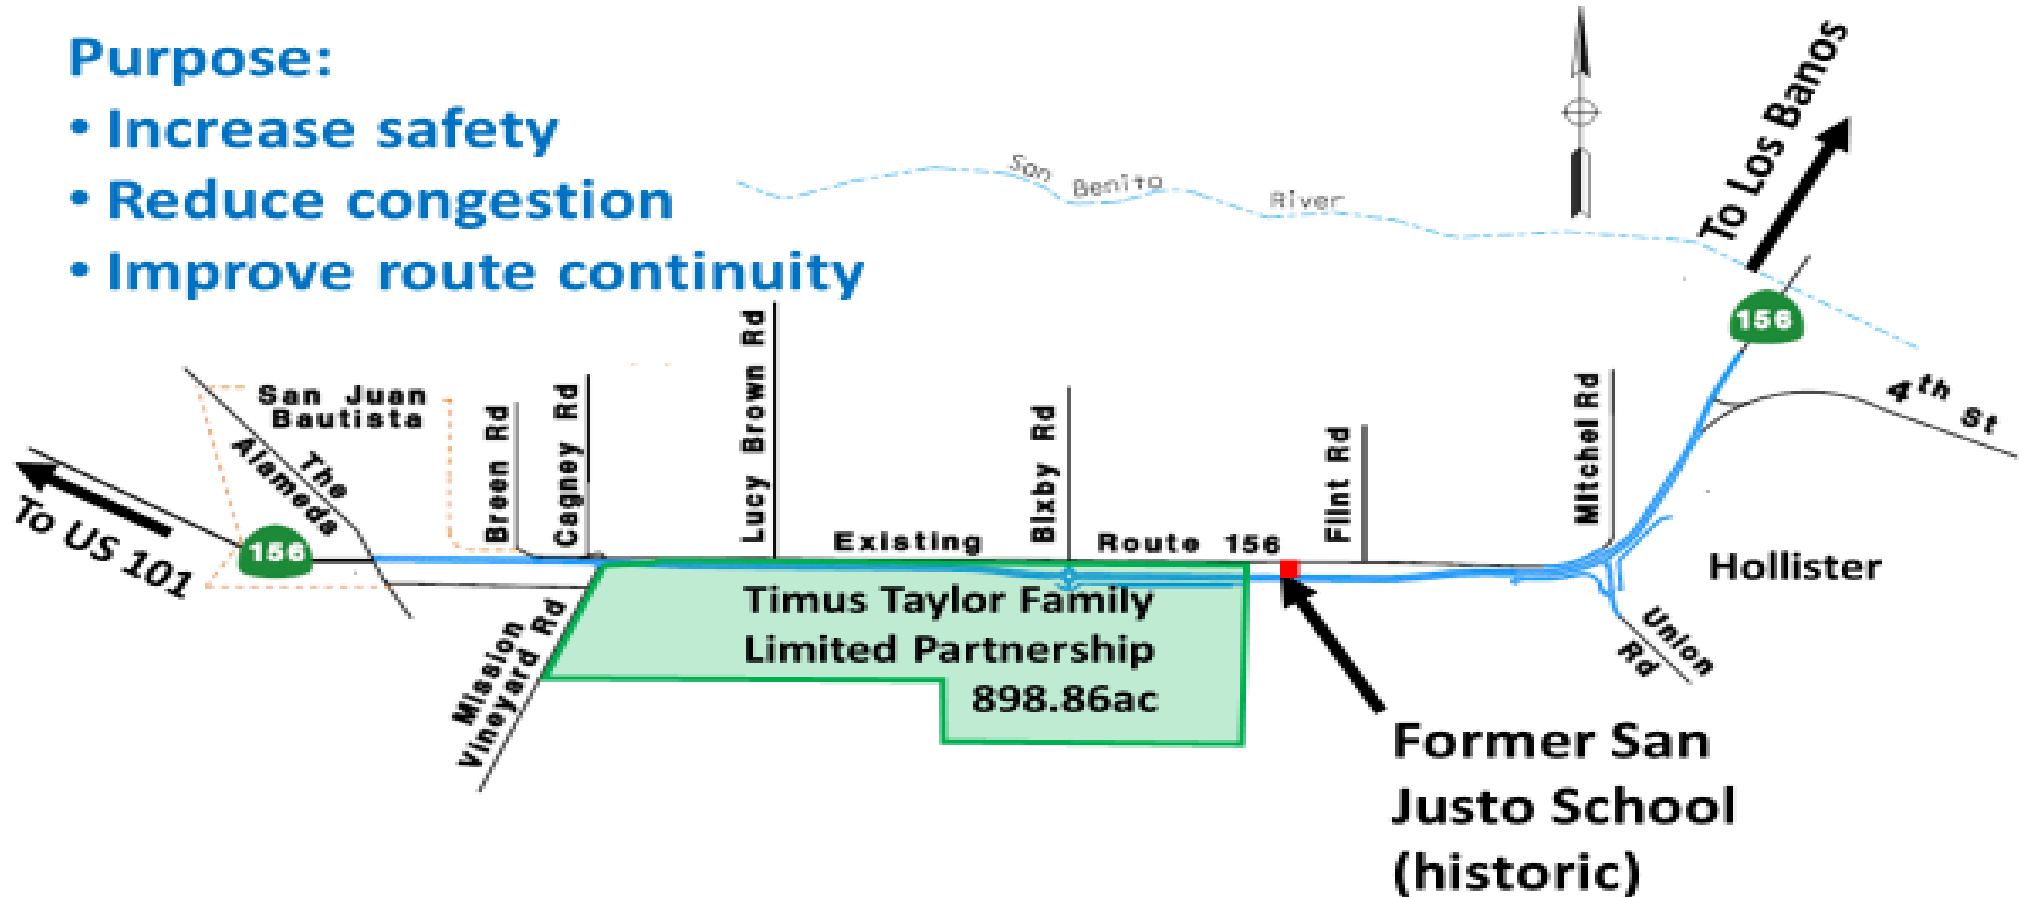 Purpose:
• Increase safety
• Reduce congestion
• Improve route continuity
San Benito River
To Los Banos
156
4th St
San Juan
Bautista
The
Alameda
To US 101
156
Breen Rd
Cagney Rd
Lucy Brown Rd
Bixby Rd
Flint Rd
Mitchel Rd
Existing Route 156
Hollister
Union
Rd
Mission
Vineyard Rd
Timus Taylor Family
Limited Partnership
898.86ac
Former San
Justo School
(historic)